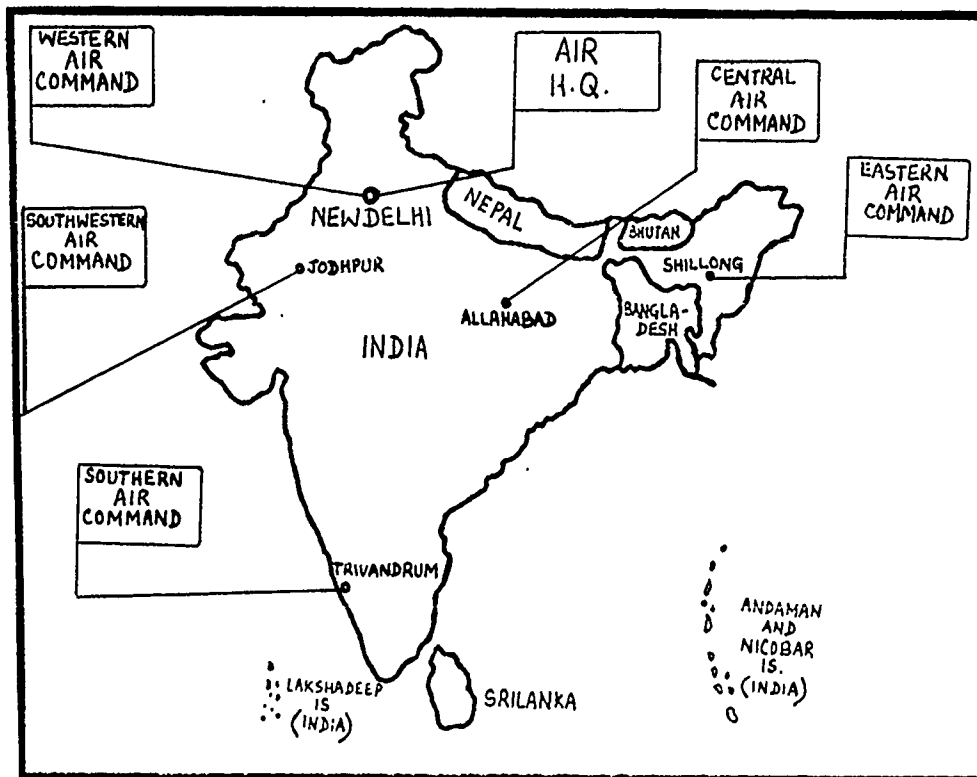 WESTERN
AIR
COMMAND
AIR
H.Q.
CENTRAL
AIR
COMMAND
EASTERN
AIR
COMMAND
SOUTHWESTERN
AIR
COMMAND
NEWDELHI
NEPAL
BHUTAN
JODHPUR
SHILLONG
ALLAHABAD
BANGLA-
DESH
INDIA
SOUTHERN
AIR
COMMAND
TRIVANDRUM
ANDAMAN
AND
NICOBAR
IS.
(INDIA)
LAKSHADEEP
IS
(INDIA)
SRILANKA